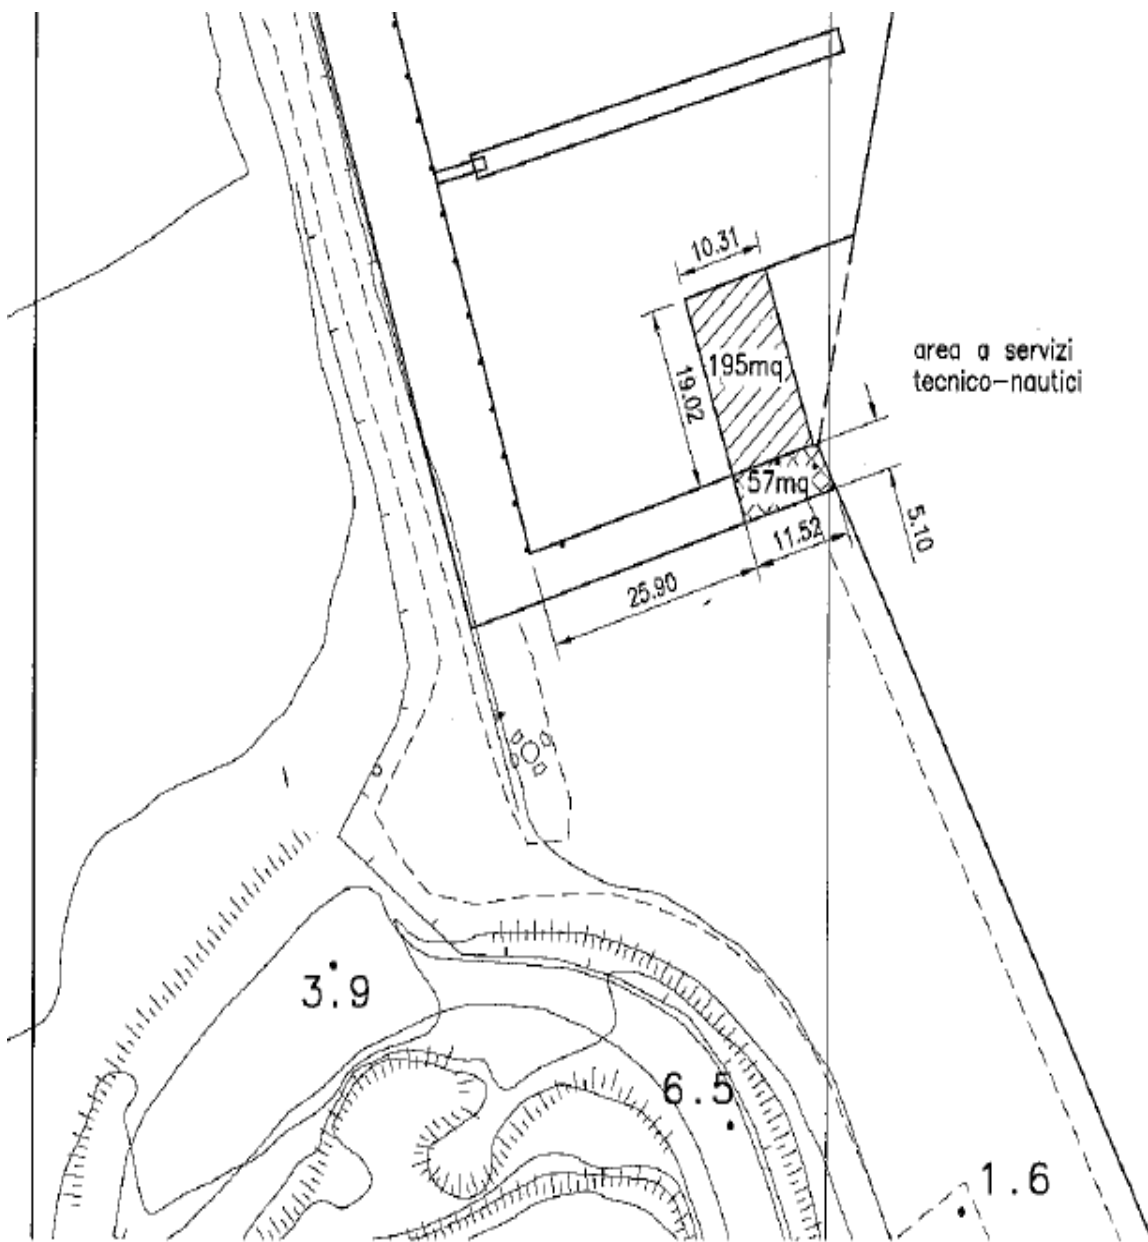 10.31
195mq
19.02
area a servizi
tecnico-nautici
57mq
5.10
11.52
25.90
3.9
6.5
1.6